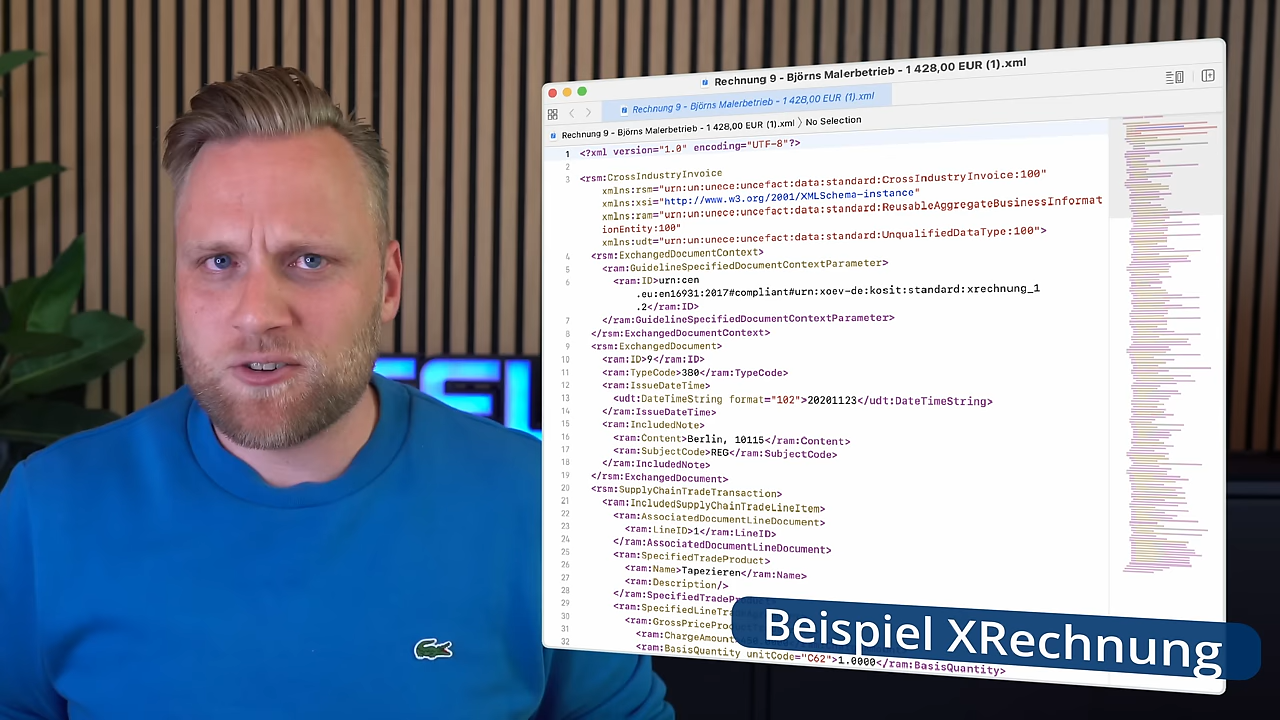 Rechnung 9 - Björns Malerbetrieb - 1 428,00 EUR (1).xml
Rechnung 9 - Björns Malerbetrieb - 1 428,00 EUR (1).xml
Rechnung 9 - Björns Malerbetrieb - 1 428,00 EUR (1).xml 〉 No Selection
1 <?xml version="1.0" encoding="UTF-8"?>
2
3 <rsm:CrossIndustryInvoice
xmlns:rsm="urn:un:unece:uncefact:data:standard:CrossIndustryInvoice:100"
xmlns:xsi="http://www.w3.org/2001/XMLSchema-instance"
xmlns:ram="urn:un:unece:uncefact:data:standard:ReusableAggregateBusinessInformat
ionEntity:100"
xmlns:udt="urn:un:unece:uncefact:data:standard:UnqualifiedDataType:100">
4 <rsm:ExchangedDocumentContext>
5 <ram:GuidelineSpecifiedDocumentContextParameter>
6 <ram:ID>urn:cen
.eu:en16931:2017#compliant#urn:xoev-de:kosit:standard:xrechnung_1
.2</ram:ID>
7 </ram:GuidelineSpecifiedDocumentContextParameter>
8 </rsm:ExchangedDocumentContext>
9 <rsm:ExchangedDocument>
10 <ram:ID>9</ram:ID>
11 <ram:TypeCode>380</ram:TypeCode>
12 <ram:IssueDateTime>
13 <udt:DateTimeString format="102">20201123</udt:DateTimeString>
14 </ram:IssueDateTime>
15 <ram:IncludedNote>
16 <ram:Content>Berlin, 10115</ram:Content>
17 <ram:SubjectCode>REG</ram:SubjectCode>
18 </ram:IncludedNote>
19 </rsm:ExchangedDocument>
20 <rsm:SupplyChainTradeTransaction>
21 <ram:IncludedSupplyChainTradeLineItem>
22 <ram:AssociatedDocumentLineDocument>
23 <ram:LineID>1</ram:LineID>
24 </ram:AssociatedDocumentLineDocument>
25 <ram:SpecifiedTradeProduct>
26 <ram:Name>Tapezieren</ram:Name>
27 <ram:Description/>
28 </ram:SpecifiedTradeP
29 <ram:SpecifiedLineTra
30 <ram:GrossPricePro
31 <ram:ChargeAmount
32 <ram:BasisQuantity unitCode="C62">1.0000</ram:BasisQuantity>
Beispiel XRechnung